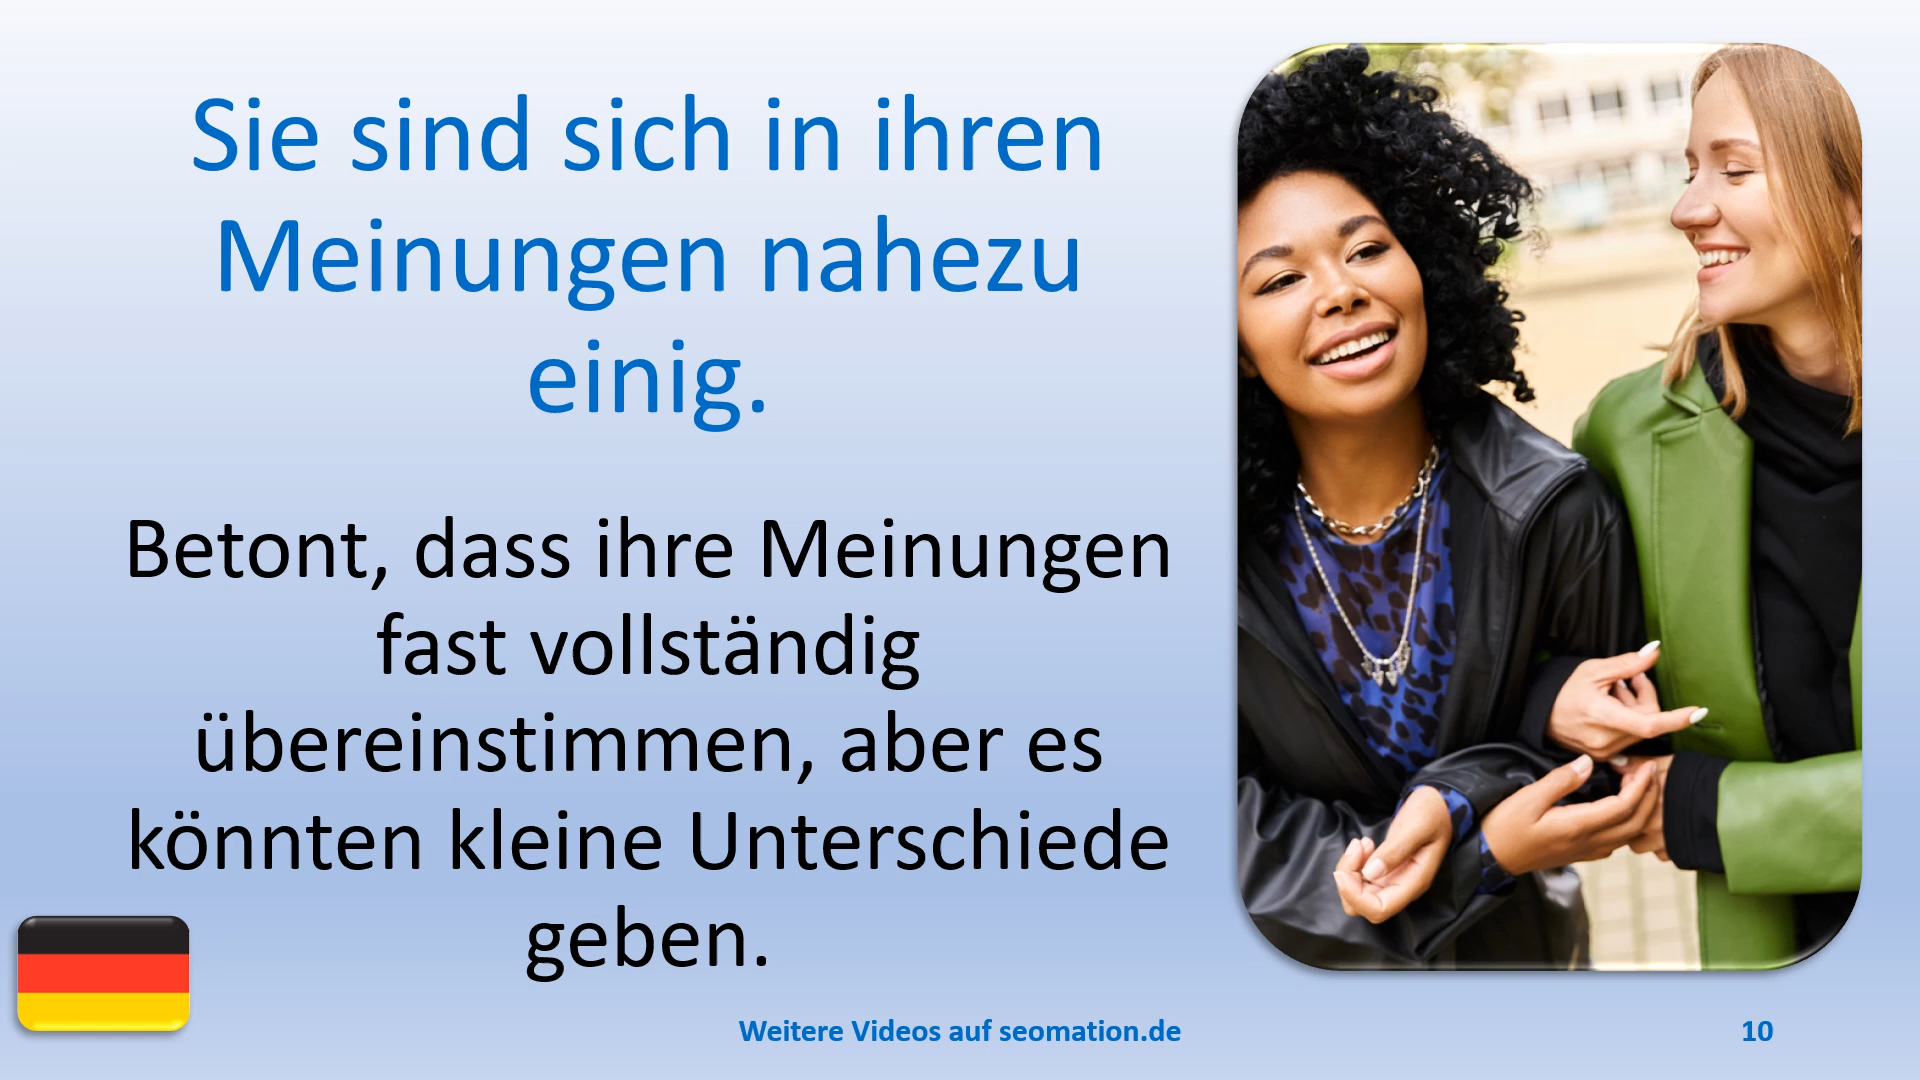 Sie sind sich in ihren
Meinungen nahezu
einig.
Betont, dass ihre Meinungen
fast vollständig
übereinstimmen, aber es
könnten kleine Unterschiede
geben.
Weitere Videos auf seomation.de
10